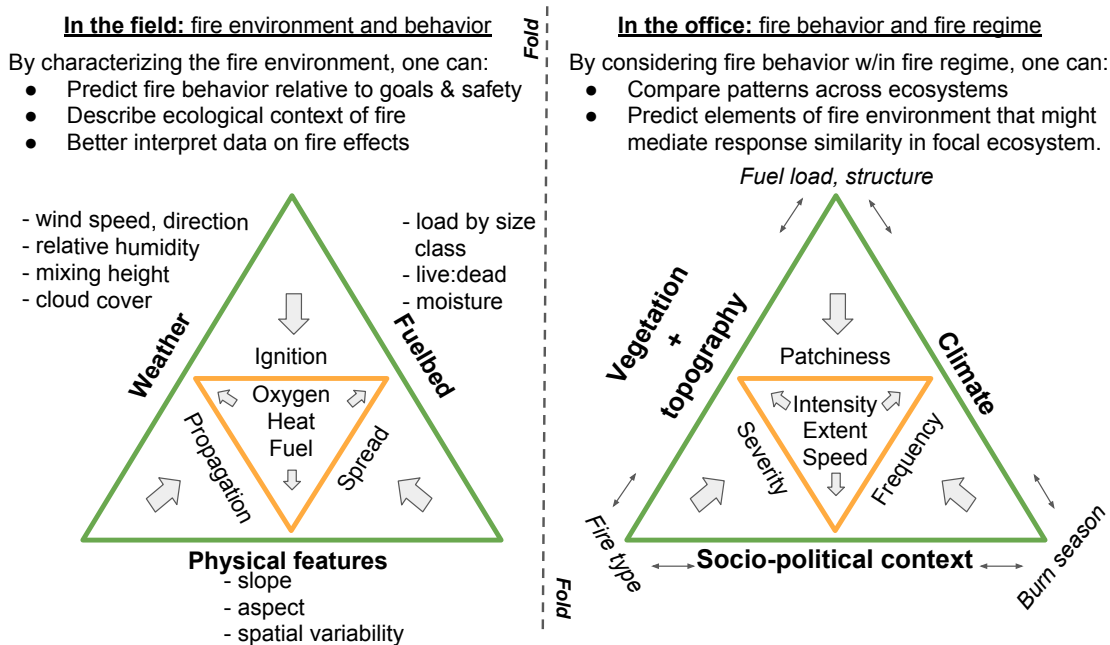 In the field: fire environment and behavior
By characterizing the fire environment, one can:
● Predict fire behavior relative to goals & safety
● Describe ecological context of fire
● Better interpret data on fire effects
- wind speed, direction
- relative humidity
- mixing height
- cloud cover
- load by size
class
- live:dead
- moisture
Weather
Fuelbed
Ignition
Oxygen
Heat
Fuel
Propagation
Spread
Physical features
- slope
- aspect
- spatial variability
Fold
Fold
In the office: fire behavior and fire regime
By considering fire behavior w/in fire regime, one can:
● Compare patterns across ecosystems
● Predict elements of fire environment that might
mediate response similarity in focal ecosystem.
Fuel load, structure
Vegetation
+
topography
Climate
Patchiness
Intensity
Extent
Speed
Severity
Frequency
Fire type
Socio-political context
Burn season